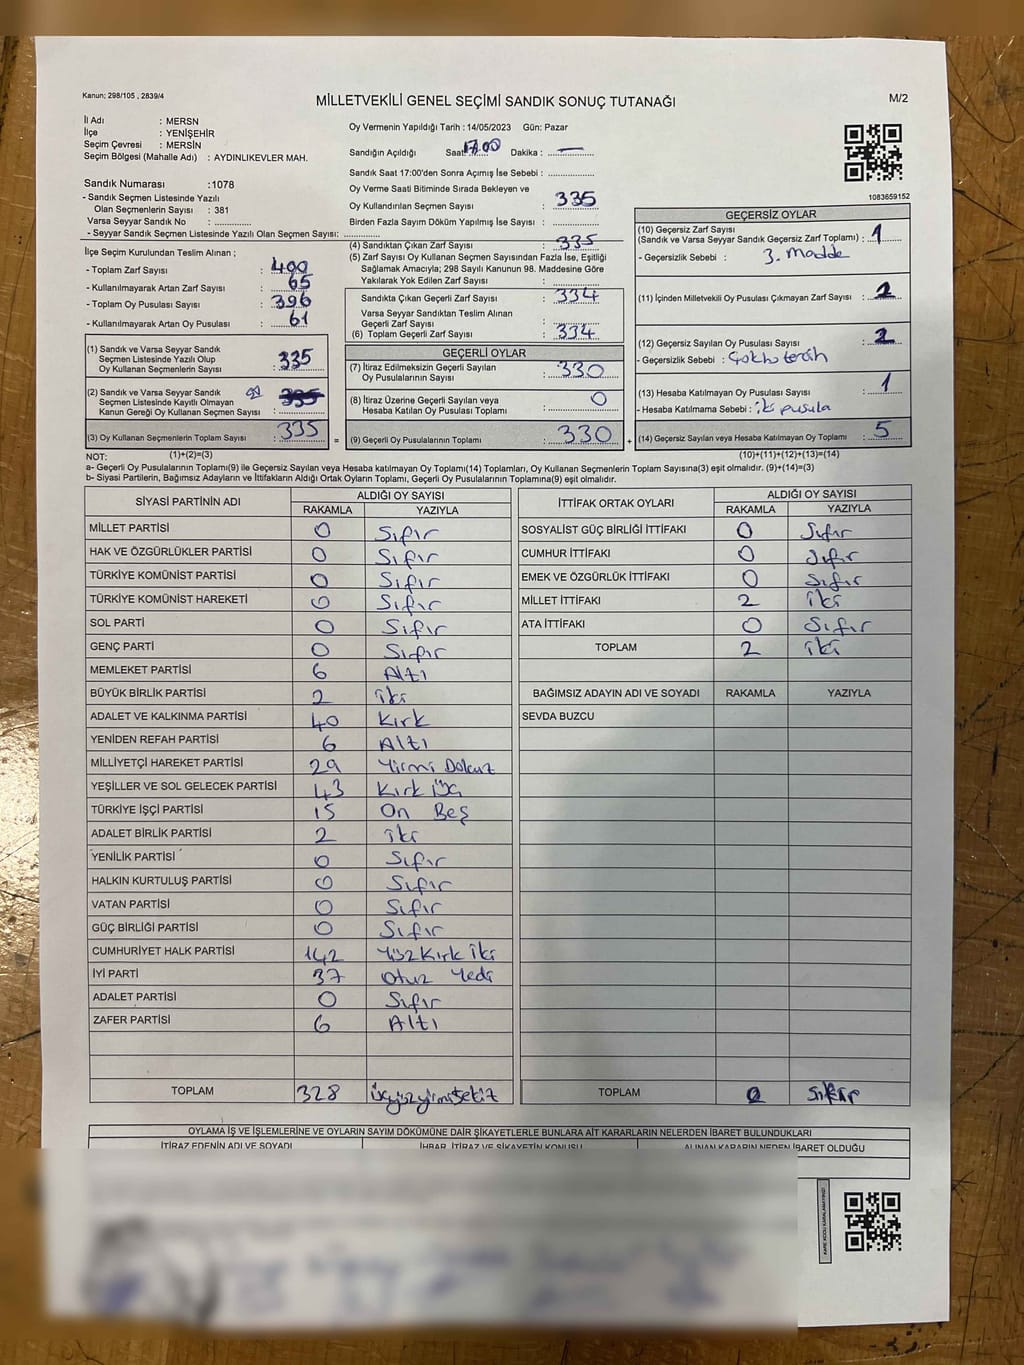 Kanun; 298/105 , 2839/4
MİLLETVEKİLİ GENEL SEÇİMİ SANDIK SONUÇ TUTANAĞI
M/2
İl Adı : MERSN
İlçe : YENİŞEHİR
Seçim Çevresi : MERSİN
Seçim Bölgesi (Mahalle Adı) : AYDINLIKEVLER MAH.
Sandık Numarası :1078
- Sandık Seçmen Listesinde Yazılı
Olan Seçmenlerin Sayısı : 381
Varsa Seyyar Sandık No : ..............
- Seyyar Sandık Seçmen Listesinde Yazılı Olan Seçmen Sayısı: ..............
Oy Vermenin Yapıldığı Tarih : 14/05/2023 Gün: Pazar
Sandığın Açıldığı Saat: 17.00 Dakika : —
Sandık Saat 17:00'den Sonra Açımış İse Sebebi : ..............
Oy Verme Saati Bitiminde Sırada Bekleyen ve
Oy Kullandırılan Seçmen Sayısı : 335
Birden Fazla Sayım Döküm Yapılmış İse Sayısı : ..............
1083659152
İlçe Seçim Kurulundan Teslim Alınan ;
- Toplam Zarf Sayısı : 400
- Kullanılmayarak Artan Zarf Sayısı : 65
- Toplam Oy Pusulası Sayısı : 396
- Kullanılmayarak Artan Oy Pusulası : 61
(4) Sandıktan Çıkan Zarf Sayısı : 335
(5) Zarf Sayısı Oy Kullanan Seçmen Sayısından Fazla İse, Eşitliği
Sağlamak Amacıyla; 298 Sayılı Kanunun 98. Maddesine Göre
Yakılarak Yok Edilen Zarf Sayısı : ..............
Sandıkta Çıkan Geçerli Zarf Sayısı : 334
Varsa Seyyar Sandıktan Teslim Alınan
Geçerli Zarf Sayısı : ..............
(6) Toplam Geçerli Zarf Sayısı : 334
GEÇERSİZ OYLAR
(10) Geçersiz Zarf Sayısı
(Sandık ve Varsa Seyyar Sandık Geçersiz Zarf Toplamı) : 1
- Geçersizlik Sebebi : 3. madde
(11) İçinden Milletvekili Oy Pusulası Çıkmayan Zarf Sayısı :
(12) Geçersiz Sayılan Oy Pusulası Sayısı : 2
- Geçersizlik Sebebi :
(13) Hesaba Katılmayan Oy Pusulası Sayısı : 1
- Hesaba Katılmama Sebebi : iki pusula
(14) Geçersiz Sayılan veya Hesaba Katılmayan Oy Toplamı : 5
(1) Sandık ve Varsa Seyyar Sandık
Seçmen Listesinde Yazılı Olup
Oy Kullanan Seçmenlerin Sayısı : 335
(2) Sandık ve Varsa Seyyar Sandık
Seçmen Listesinde Kayıtlı Olmayan
Kanun Gereği Oy Kullanan Seçmen Sayısı :
(3) Oy Kullanan Seçmenlerin Toplam Sayısı : 335 =
GEÇERLİ OYLAR
(7) İtiraz Edilmeksizin Geçerli Sayılan
Oy Pusulalarının Sayısı : 330
(8) İtiraz Üzerine Geçerli Sayılan veya
Hesaba Katılan Oy Pusulası Toplamı : 0
(9) Geçerli Oy Pusulalarının Toplamı : 330 +
NOT: (1)+(2)=(3) (10)+(11)+(12)+(13)=(14)
a- Geçerli Oy Pusulalarının Toplamı(9) ile Geçersiz Sayılan veya Hesaba katılmayan Oy Toplamı(14) Toplamları, Oy Kullanan Seçmenlerin Toplam Sayısına(3) eşit olmalıdır. (9)+(14)=(3)
b- Siyasi Partilerin, Bağımsız Adayların ve İttifakların Aldığı Ortak Oyların Toplamı, Geçerli Oy Pusulalarının Toplamına(9) eşit olmalıdır.
SİYASİ PARTİNİN ADI ALDIĞI OY SAYISI
RAKAMLA YAZIYLA
MİLLET PARTİSİ 0 Sıfır
HAK VE ÖZGÜRLÜKLER PARTİSİ 0 Sıfır
TÜRKİYE KOMÜNİST PARTİSİ 0 Sıfır
TÜRKİYE KOMÜNİST HAREKETİ 0 Sıfır
SOL PARTİ 0 Sıfır
GENÇ PARTİ 0 Sıfır
MEMLEKET PARTİSİ 6 Altı
BÜYÜK BİRLİK PARTİSİ 2 iki
ADALET VE KALKINMA PARTİSİ 40 Kırk
YENİDEN REFAH PARTİSİ 6 Altı
MİLLİYETÇİ HAREKET PARTİSİ 29 Yirmi Dokuz
YEŞİLLER VE SOL GELECEK PARTİSİ 43 Kırk Üç
TÜRKİYE İŞÇİ PARTİSİ 15 On Beş
ADALET BİRLİK PARTİSİ 2 iki
YENİLİK PARTİSİ 0 Sıfır
HALKIN KURTULUŞ PARTİSİ 0 Sıfır
VATAN PARTİSİ 0 Sıfır
GÜÇ BİRLİĞİ PARTİSİ 0 Sıfır
CUMHURİYET HALK PARTİSİ 142 Yüz Kırk İki
İYİ PARTİ 37 Otuz Yedi
ADALET PARTİSİ 0 Sıfır
ZAFER PARTİSİ 6 Altı
TOPLAM 328 üçyüzyirmisekiz
İTTİFAK ORTAK OYLARI ALDIĞI OY SAYISI
RAKAMLA YAZIYLA
SOSYALİST GÜÇ BİRLİĞİ İTTİFAKI 0 Sıfır
CUMHUR İTTİFAKI 0 Sıfır
EMEK VE ÖZGÜRLÜK İTTİFAKI 0 Sıfır
MİLLET İTTİFAKI 2 iki
ATA İTTİFAKI 0 Sıfır
TOPLAM 2 iki
BAĞIMSIZ ADAYIN ADI VE SOYADI RAKAMLA YAZIYLA
SEVDA BUZCU
TOPLAM 0 Sıfır
OYLAMA İŞ VE İŞLEMLERİNE VE OYLARIN SAYIM DÖKÜMÜNE DAİR ŞİKAYETLERLE BUNLARA AİT KARARLARIN NELERDEN İBARET BULUNDUKLARI
İTİRAZ EDENİN ADI VE SOYADI İHBAR, İTİRAZ VE ŞİKAYETİN KONUSU ALINAN KARARIN NEDEN İBARET OLDUĞU